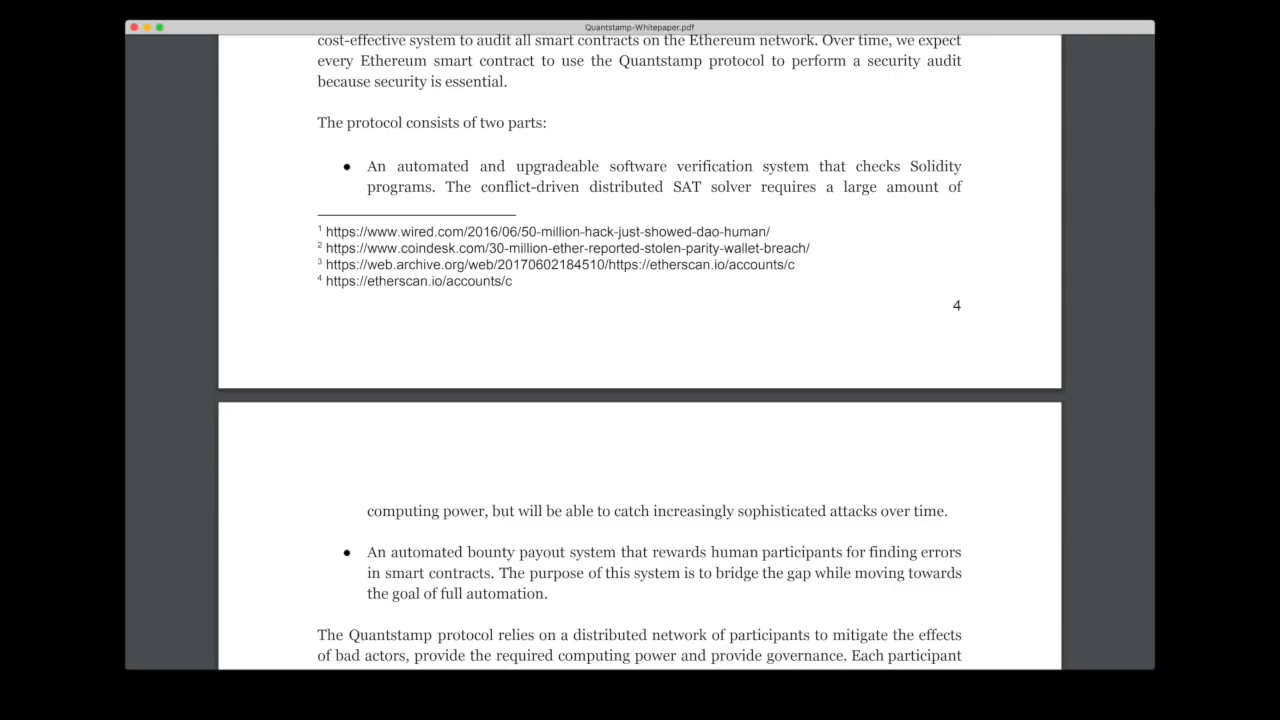 Quantstamp-Whitepaper.pdf
cost-effective system to audit all smart contracts on the Ethereum network. Over time, we expect
every Ethereum smart contract to use the Quantstamp protocol to perform a security audit
because security is essential.
The protocol consists of two parts:
● An automated and upgradeable software verification system that checks Solidity
programs. The conflict-driven distributed SAT solver requires a large amount of
1 https://www.wired.com/2016/06/50-million-hack-just-showed-dao-human/
2 https://www.coindesk.com/30-million-ether-reported-stolen-parity-wallet-breach/
3 https://web.archive.org/web/20170602184510/https://etherscan.io/accounts/c
4 https://etherscan.io/accounts/c
4
computing power, but will be able to catch increasingly sophisticated attacks over time.
● An automated bounty payout system that rewards human participants for finding errors
in smart contracts. The purpose of this system is to bridge the gap while moving towards
the goal of full automation.
The Quantstamp protocol relies on a distributed network of participants to mitigate the effects
of bad actors, provide the required computing power and provide governance. Each participant